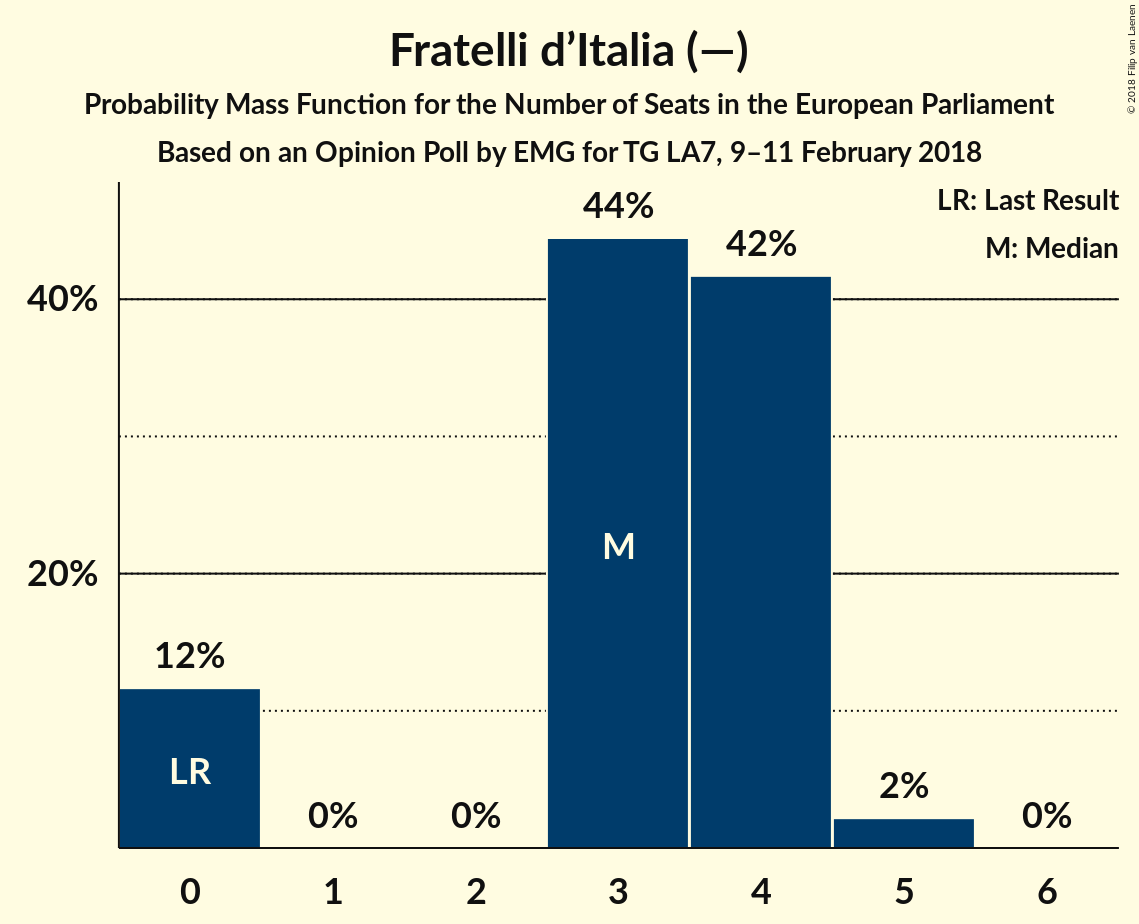 Fratelli d’Italia (—)
Probability Mass Function for the Number of Seats in the European Parliament
Based on an Opinion Poll by EMG for TG LA7, 9–11 February 2018
© 2018 Filip van Laenen
LR: Last Result
M: Median
44%
42%
40%
M
20%
12%
LR
0%
0%
2%
0%
0 1 2 3 4 5 6